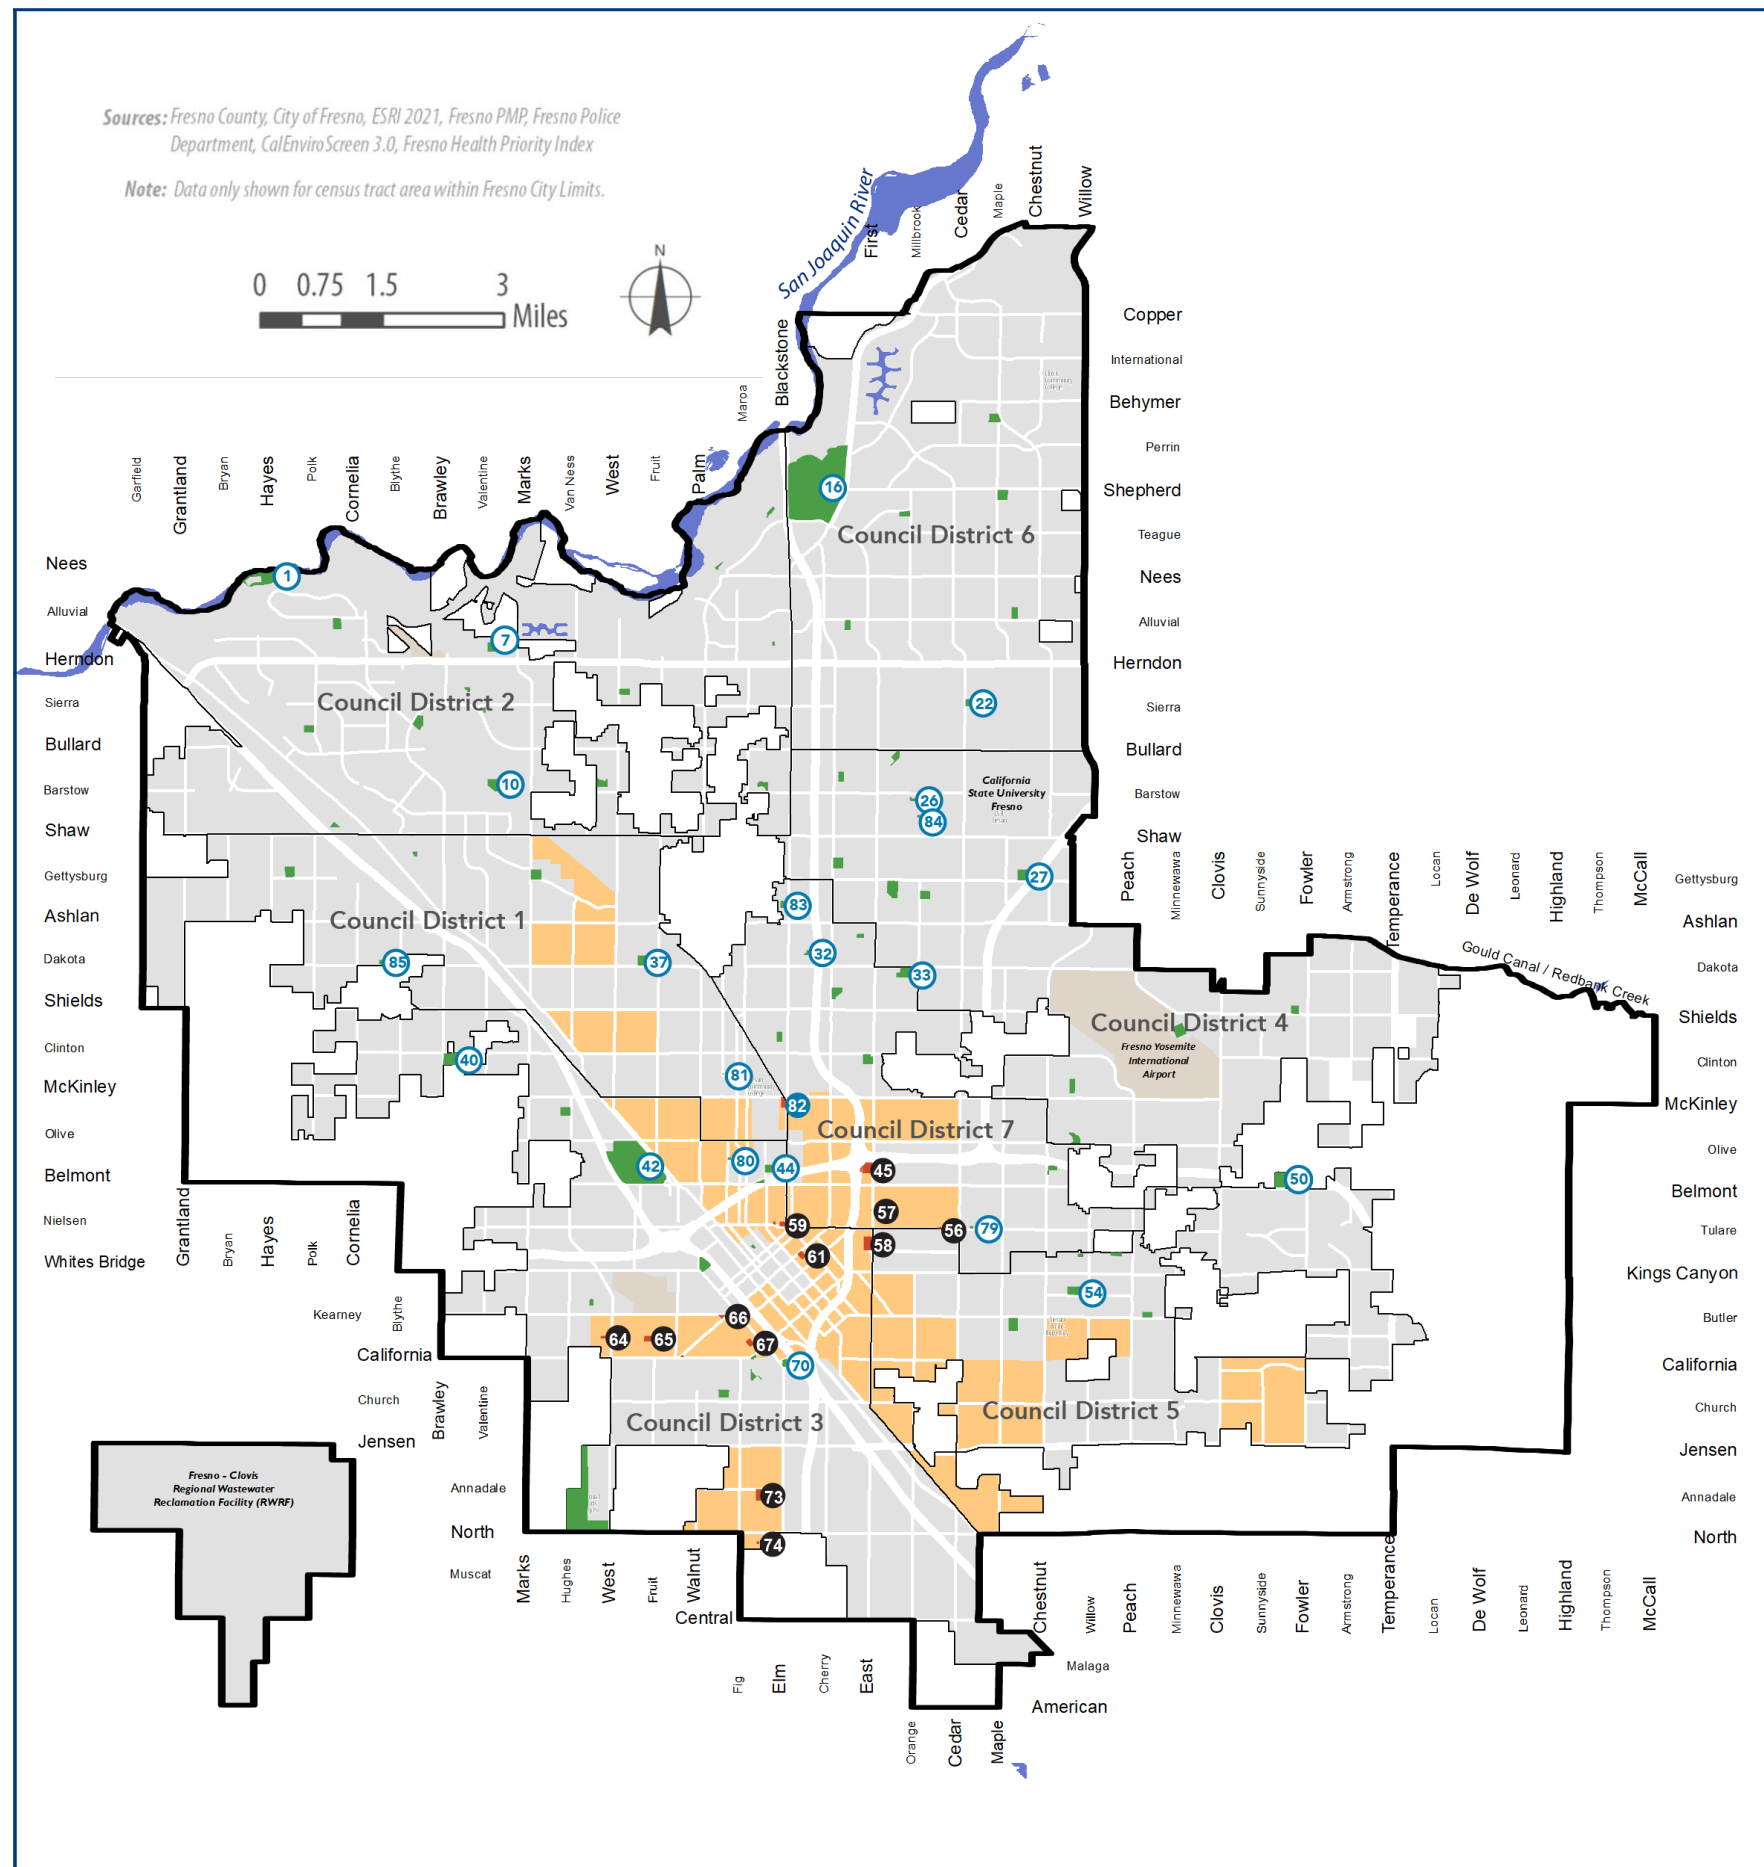 Sources: Fresno County, City of Fresno, ESRI 2021, Fresno PMP, Fresno Police
Department, CalEnviroScreen 3.0, Fresno Health Priority Index
Note: Data only shown for census tract area within Fresno City Limits.
0 0.75 1.5 3
Miles
N
San Joaquin River
First
Millbrook
Cedar
Maple
Chestnut
Willow
Copper
International
Behymer
Perrin
Shepherd
Teague
Nees
Alluvial
Herndon
Sierra
Bullard
Barstow
Shaw
Garfield
Grantland
Bryan
Hayes
Polk
Cornelia
Blythe
Brawley
Valentine
Marks
Van Ness
West
Fruit
Palm
Maroa
Blackstone
Nees
Alluvial
Herndon
Sierra
Bullard
Barstow
Shaw
Gettysburg
Ashlan
Dakota
Shields
Clinton
McKinley
Olive
Belmont
Nielsen
Whites Bridge
16
Council District 6
1
7
Council District 2
22
10
California
State University
Fresno
26
84
27
83
Council District 1
85
37
32
33
Peach
Minnewawa
Clovis
Sunnyside
Fowler
Armstrong
Temperance
Locan
De Wolf
Leonard
Highland
Thompson
McCall
Gettysburg
Ashlan
Dakota
Shields
Clinton
McKinley
Olive
Belmont
Tulare
Kings Canyon
Butler
California
Church
Jensen
Annadale
North
Gould Canal / Redbank Creek
Council District 4
Fresno Yosemite
International
Airport
40
81
82
Council District 7
42
80
44
45
50
57
59
56
79
58
61
54
66
64
65
67
70
Council District 3
Council District 5
73
74
Grantland
Bryan
Hayes
Polk
Cornelia
Kearney
Blythe
California
Church
Brawley
Valentine
Jensen
Annadale
North
Muscat
Fresno - Clovis
Regional Wastewater
Reclamation Facility (RWRF)
Marks
Hughes
West
Fruit
Walnut
Central
Fig
Elm
Cherry
East
Orange
Cedar
Maple
American
Malaga
Chestnut
Willow
Peach
Minnewawa
Clovis
Sunnyside
Fowler
Armstrong
Temperance
Locan
De Wolf
Leonard
Highland
Thompson
McCall